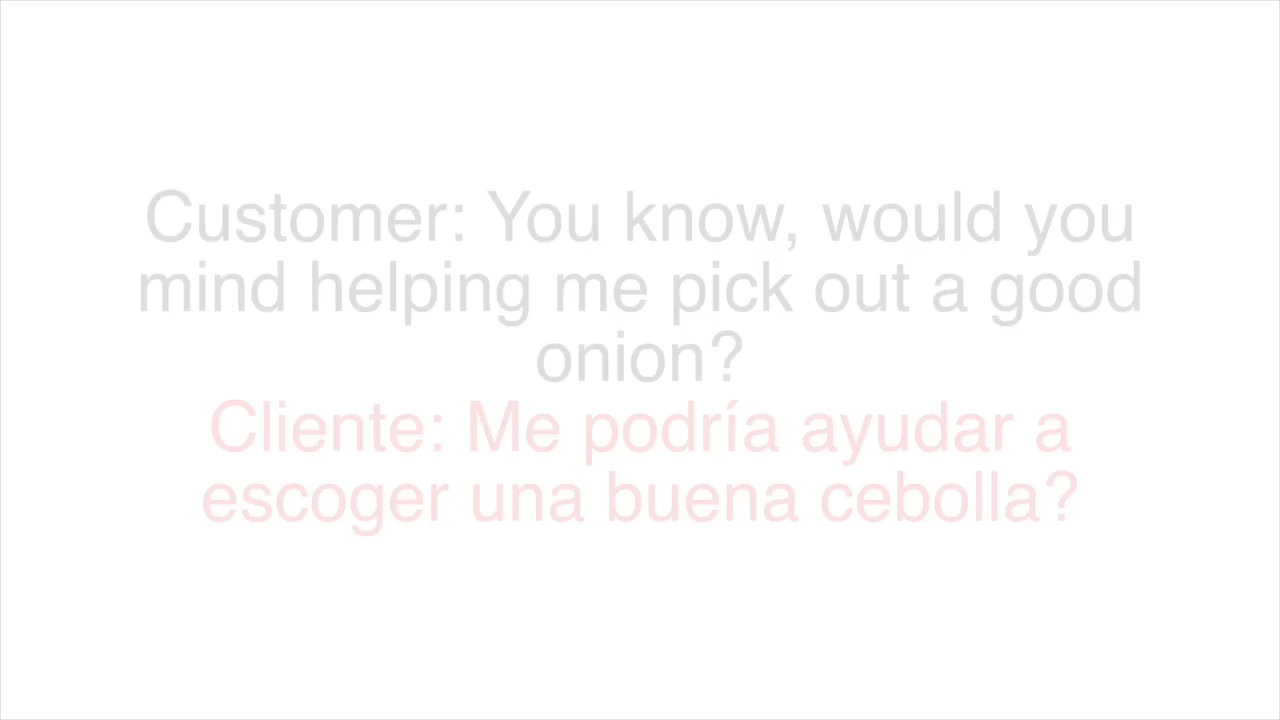 Customer: You know, would you
mind helping me pick out a good
onion?
Cliente: Me podría ayudar a
escoger una buena cebolla?